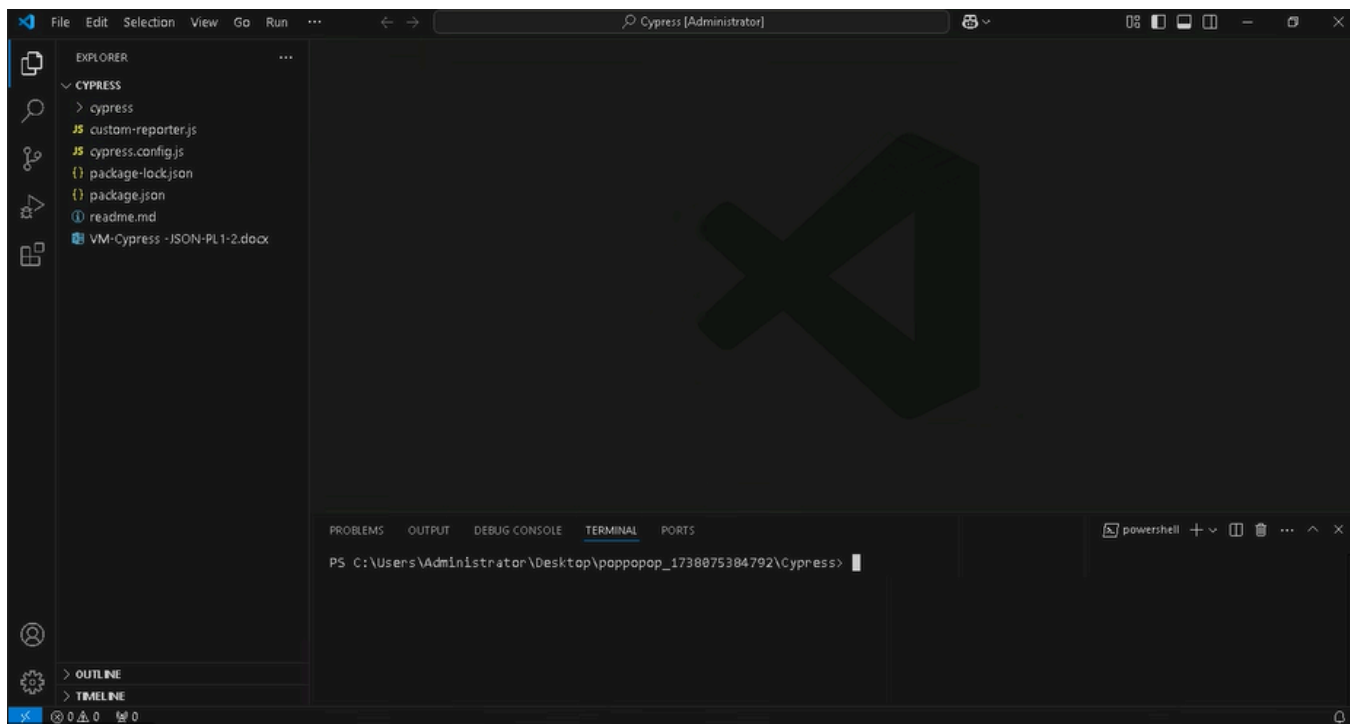 File Edit Selection View Go Run ...
Cypress [Administrator]
EXPLORER
CYPRESS
cypress
JS custom-reporter.js
JS cypress.config.js
{} package-lock.json
{} package.json
readme.md
VM-Cypress -JSON-PL1-2.docx
PROBLEMS OUTPUT DEBUG CONSOLE TERMINAL PORTS
powershell
PS C:\Users\Administrator\Desktop\poppopop_1738075384792\Cypress>
OUTLINE
TIMELINE
0 0 0